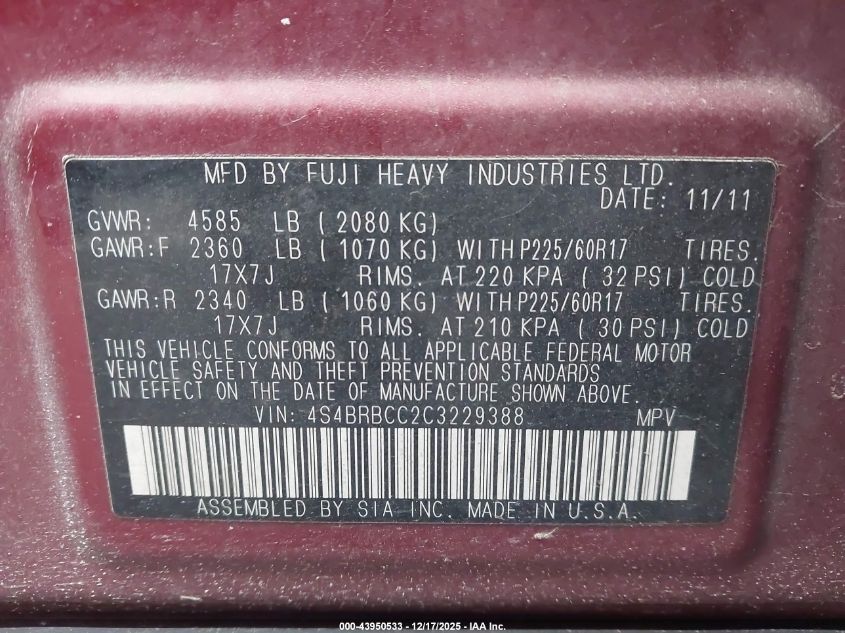 MFD BY FUJI HEAVY INDUSTRIES LTD.
DATE: 11/11
GVWR: 4585 LB ( 2080 KG)
GAWR:F 2360 LB ( 1070 KG) WITH P225/60R17 TIRES.
17X7J RIMS. AT 220 KPA ( 32 PSI) COLD
GAWR:R 2340 LB ( 1060 KG) WITH P225/60R17 TIRES.
17X7J RIMS. AT 210 KPA ( 30 PSI) COLD
THIS VEHICLE CONFORMS TO ALL APPLICABLE FEDERAL MOTOR
VEHICLE SAFETY AND THEFT PREVENTION STANDARDS
IN EFFECT ON THE DATE OF MANUFACTURE SHOWN ABOVE.
VIN: 4S4BRBCC2C3229388 MPV
ASSEMBLED BY SIA INC. MADE IN U.S.A.
000-43950533 - 12/17/2025 - IAA Inc.